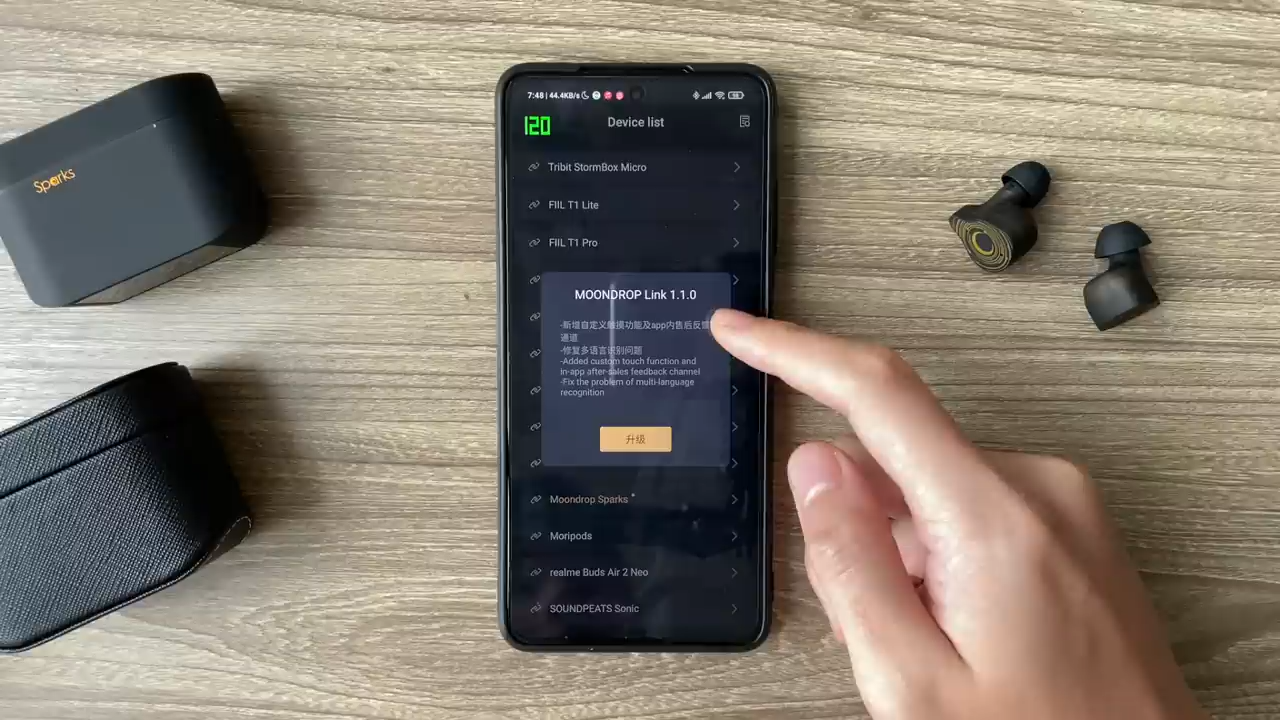 Sparks
7:48 | 44.4KB/s
120
Device list
Tribit StormBox Micro
FIIL T1 Lite
FIIL T1 Pro
MOONDROP Link 1.1.0
-新增自定义触摸功能及app内售后反馈
通道
-修复多语言识别问题
-Added custom touch function and
in-app after-sales feedback channel
-Fix the problem of multi-language
recognition
升级
Moondrop Sparks
Moripods
realme Buds Air 2 Neo
SOUNDPEATS Sonic